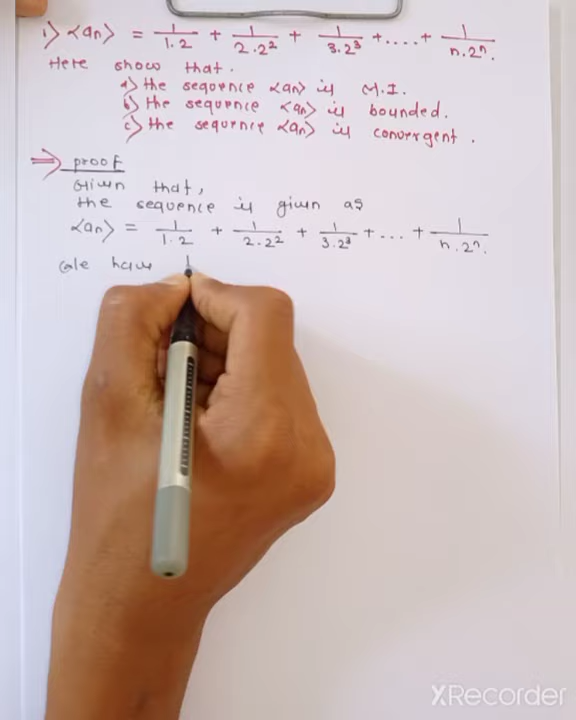 1) <an> = 1/1.2 + 1/2.2² + 1/3.2³ + .... + 1/n.2ⁿ.
Here show that.
a) the sequence <an> is M.I.
b) the sequence <an> is bounded.
c) the sequence <an> is convergent.
⇒ proof
Given that,
the sequence is given as
<an> = 1/1.2 + 1/2.2² + 1/3.2³ + ... + 1/n.2ⁿ.
we have 1
XRecorder